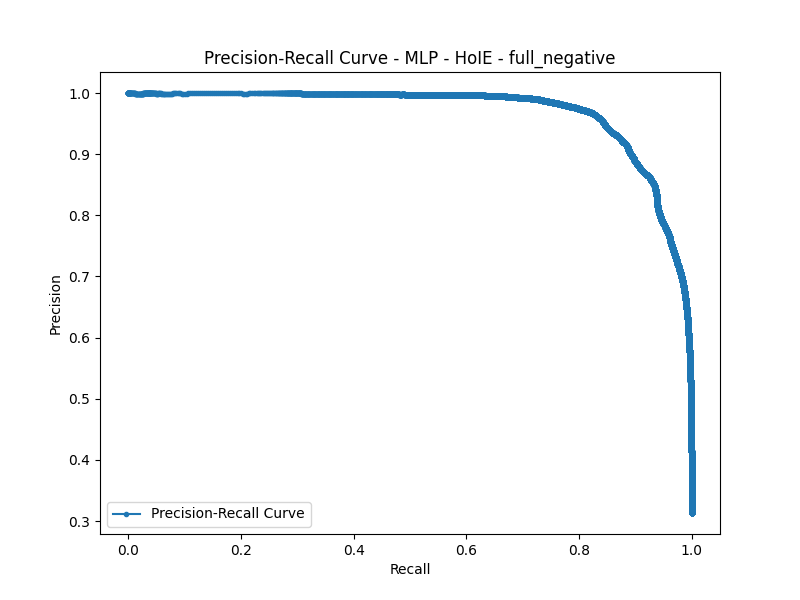 Precision-Recall Curve - MLP - HolE - full_negative
Precision
1.0
0.9
0.8
0.7
0.6
0.5
0.4
0.3
Precision-Recall Curve
0.0 0.2 0.4 0.6 0.8 1.0
Recall